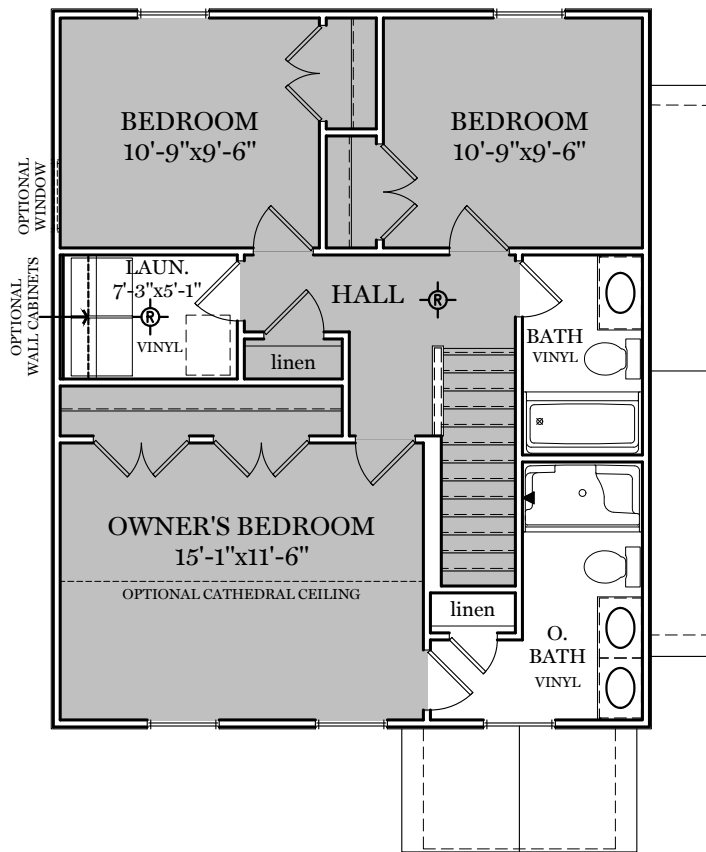 BEDROOM
10'-9"x9'-6"
BEDROOM
10'-9"x9'-6"
OPTIONAL
WINDOW
OPTIONAL
WALL CABINETS
LAUN.
7'-3"x5'-1"
R
VINYL
HALL
R
linen
BATH
VINYL
OWNER'S BEDROOM
15'-1"x11'-6"
OPTIONAL CATHEDRAL CEILING
linen
O.
BATH
VINYL